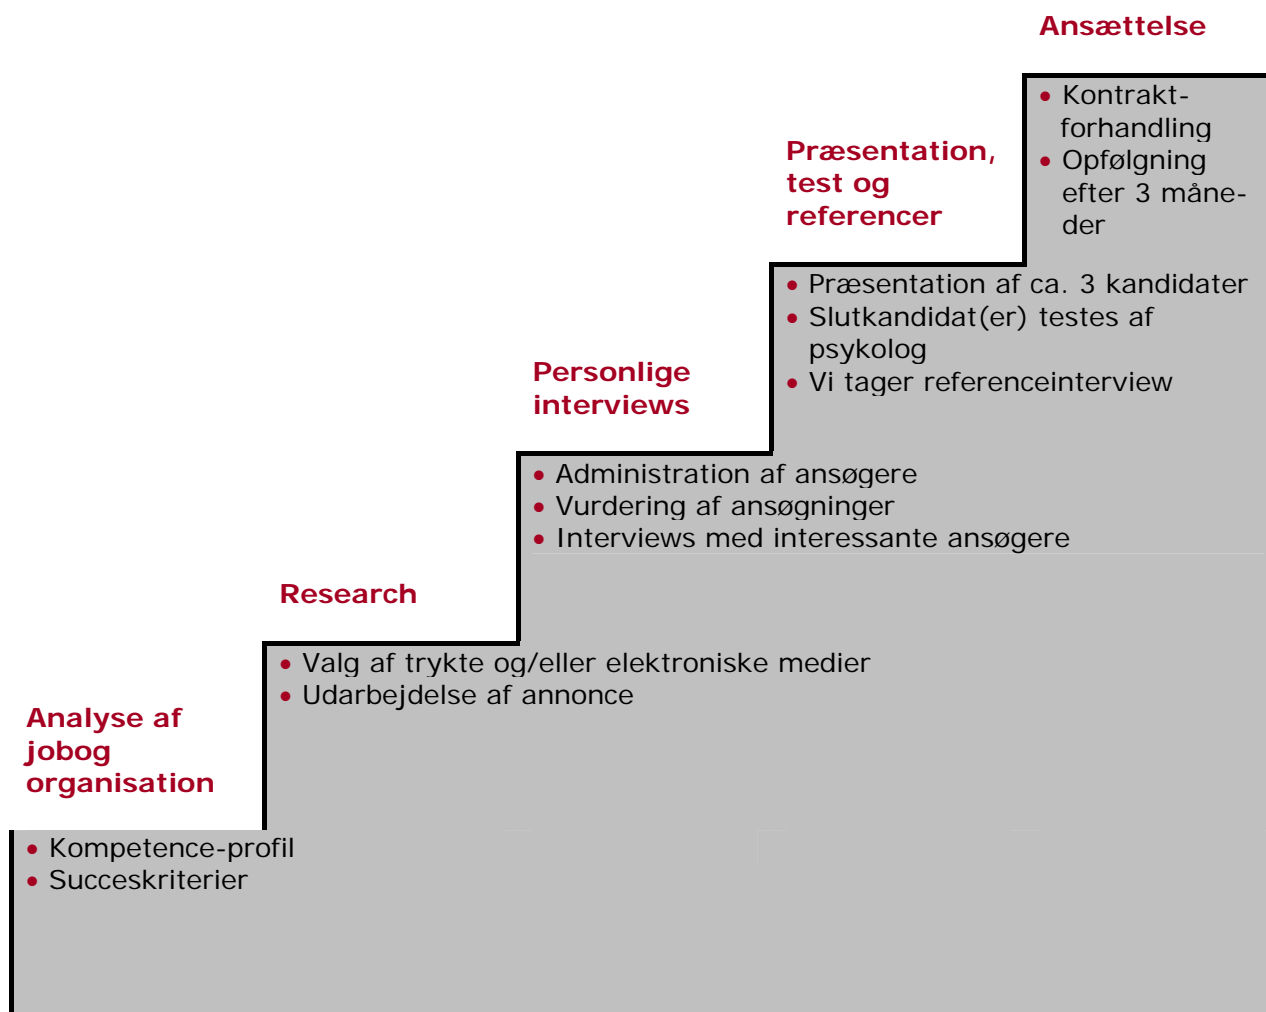 Ansættelse
• Kontrakt-
forhandling
• Opfølgning
efter 3 måne-
der
Præsentation,
test og
referencer
• Præsentation af ca. 3 kandidater
• Slutkandidat(er) testes af
psykolog
• Vi tager referenceinterview
Personlige
interviews
• Administration af ansøgere
• Vurdering af ansøgninger
• Interviews med interessante ansøgere
Research
• Valg af trykte og/eller elektroniske medier
• Udarbejdelse af annonce
Analyse af
jobog
organisation
• Kompetence-profil
• Succeskriterier